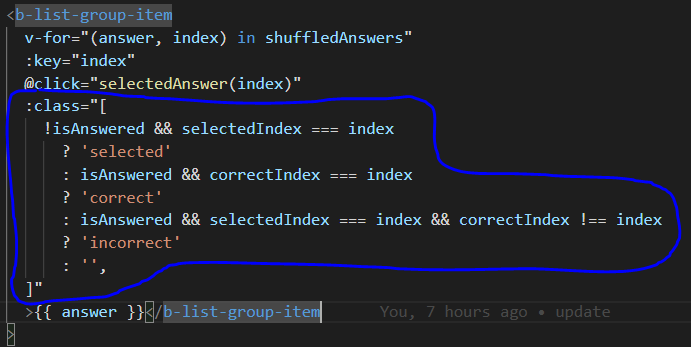 <b-list-group-item
v-for="(answer, index) in shuffledAnswers"
:key="index"
@click="selectedAnswer(index)"
:class="[
!isAnswered && selectedIndex === index
? 'selected'
: isAnswered && correctIndex === index
? 'correct'
: isAnswered && selectedIndex === index && correctIndex !== index
? 'incorrect'
: '',
]"
>{{ answer }}</b-list-group-item You, 7 hours ago • update
>